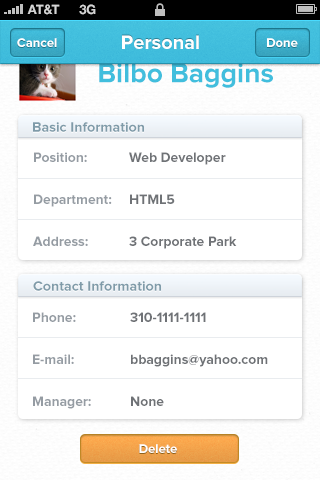 AT&T 3G
Cancel Personal Done
Bilbo Baggins
Basic Information
Position: Web Developer
Department: HTML5
Address: 3 Corporate Park
Contact Information
Phone: 310-1111-1111
E-mail: bbaggins@yahoo.com
Manager: None
Delete